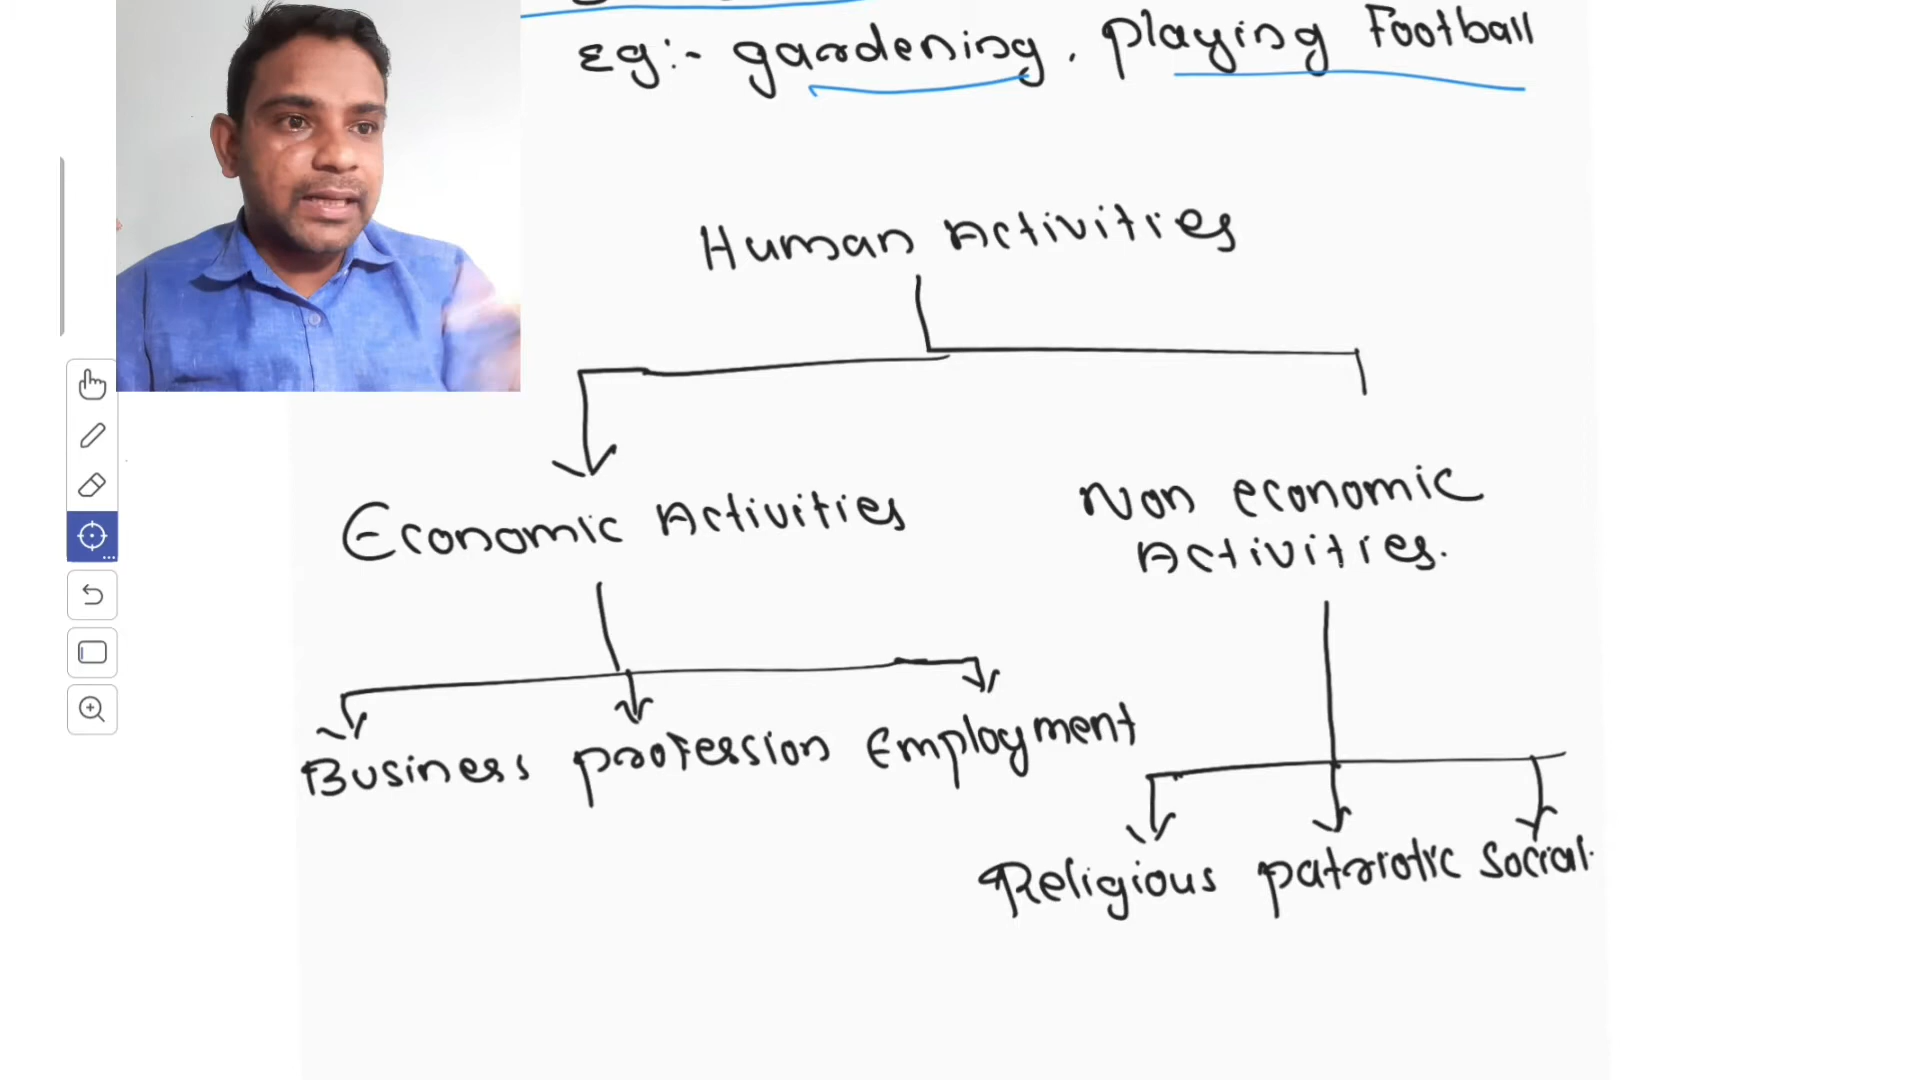 Eg:- gardening, playing Football
Human Activities
Economic Activities
Non economic
Activities.
Business profession Employment
Religious patriotic Social.